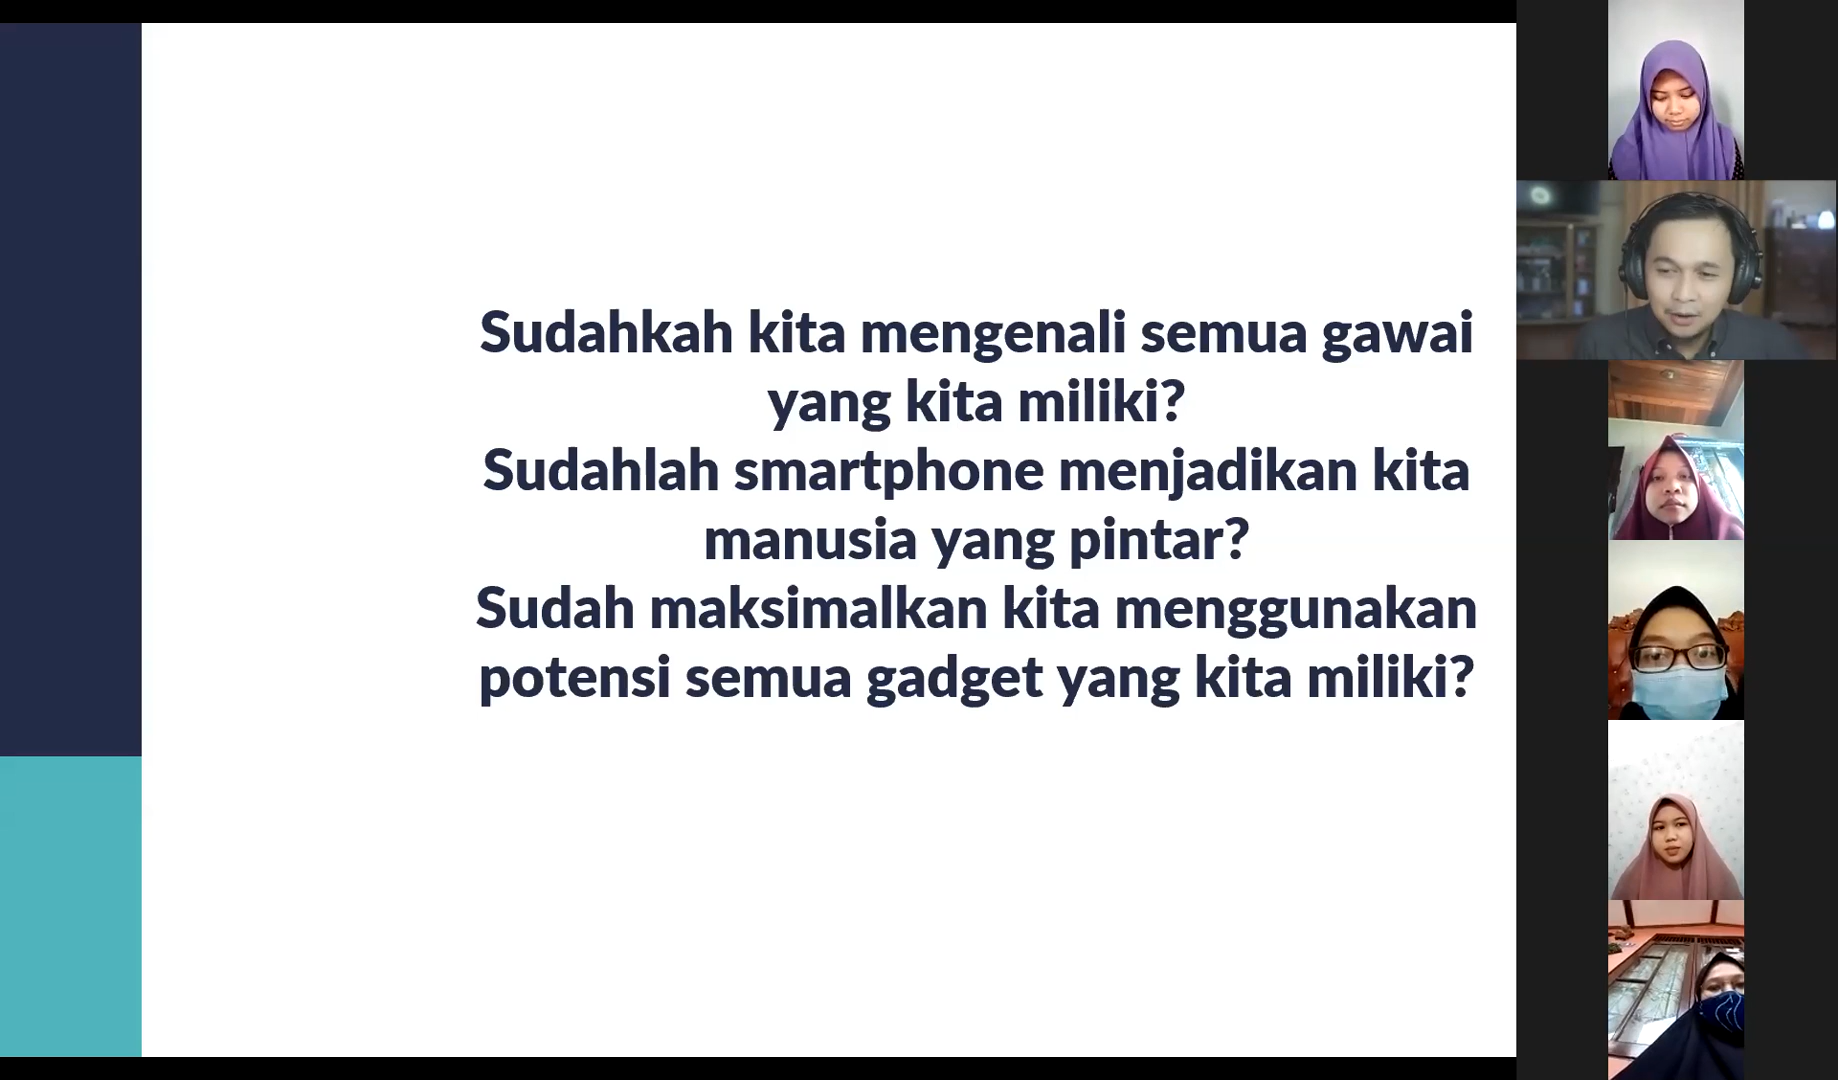 Sudahkah kita mengenali semua gawai
yang kita miliki?
Sudahlah smartphone menjadikan kita
manusia yang pintar?
Sudah maksimalkan kita menggunakan
potensi semua gadget yang kita miliki?